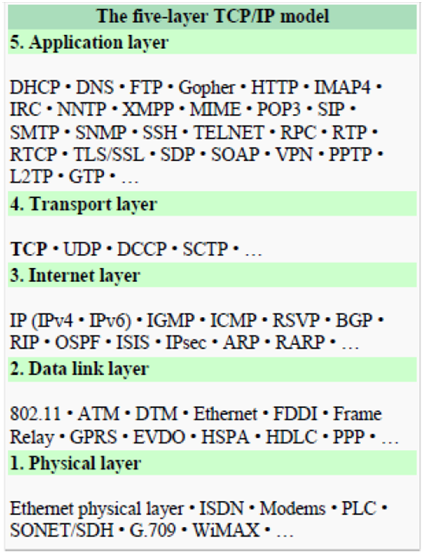 The five-layer TCP/IP model
5. Application layer
DHCP • DNS • FTP • Gopher • HTTP • IMAP4 •
IRC • NNTP • XMPP • MIME • POP3 • SIP •
SMTP • SNMP • SSH • TELNET • RPC • RTP •
RTCP • TLS/SSL • SDP • SOAP • VPN • PPTP •
L2TP • GTP • …
4. Transport layer
TCP • UDP • DCCP • SCTP • …
3. Internet layer
IP (IPv4 • IPv6) • IGMP • ICMP • RSVP • BGP •
RIP • OSPF • ISIS • IPsec • ARP • RARP • …
2. Data link layer
802.11 • ATM • DTM • Ethernet • FDDI • Frame
Relay • GPRS • EVDO • HSPA • HDLC • PPP • …
1. Physical layer
Ethernet physical layer • ISDN • Modems • PLC •
SONET/SDH • G.709 • WiMAX • …